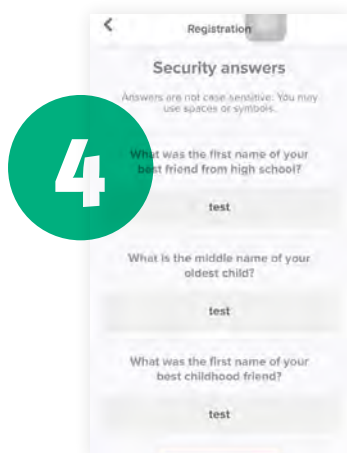 Registration
Security answers
Answers are not case sensitive. You may
use spaces or symbols.
4
What was the first name of your
best friend from high school?
test
What is the middle name of your
oldest child?
test
What was the first name of your
best childhood friend?
test